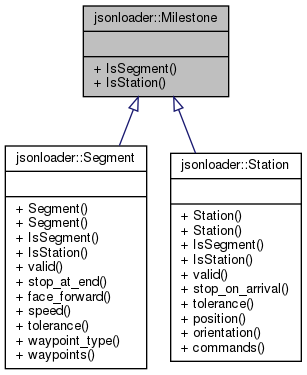 jsonloader::Milestone
+ IsSegment()
+ IsStation()
jsonloader::Segment
+ Segment()
+ Segment()
+ IsSegment()
+ IsStation()
+ valid()
+ stop_at_end()
+ face_forward()
+ speed()
+ tolerance()
+ waypoint_type()
+ waypoints()
jsonloader::Station
+ Station()
+ Station()
+ IsSegment()
+ IsStation()
+ valid()
+ stop_on_arrival()
+ tolerance()
+ position()
+ orientation()
+ commands()